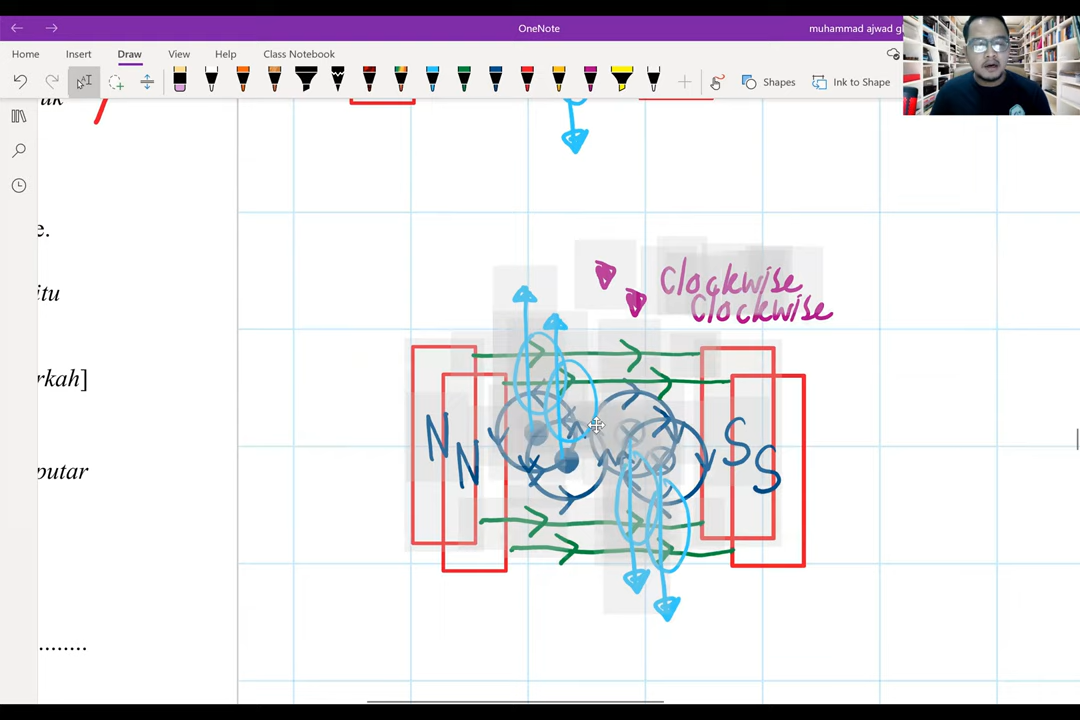 OneNote
muhammad ajwad
Home Insert Draw View Help Class Notebook
Shapes Ink to Shape
e.
itu
Clockwise
Clockwise
rkah]
N S
N S
putar
........